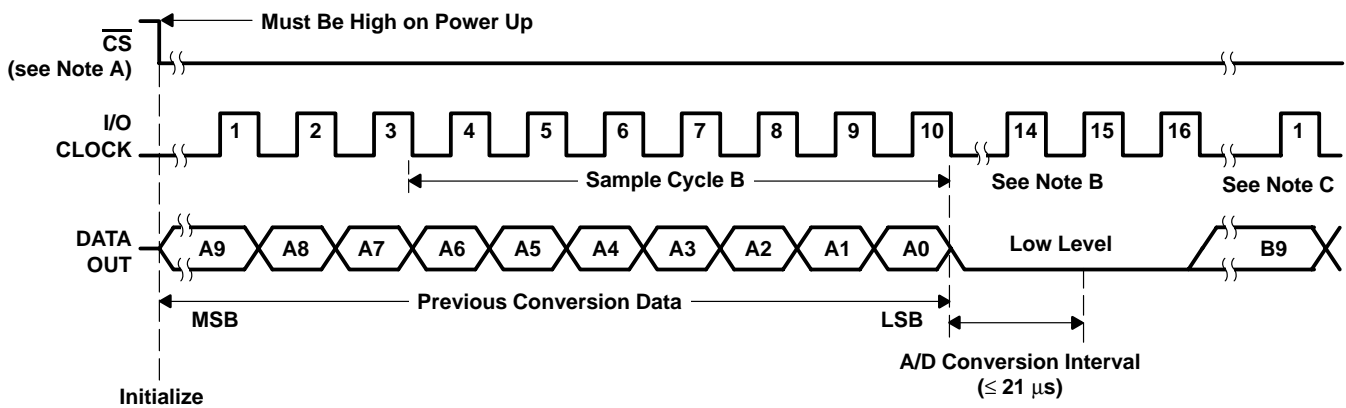 Must Be High on Power Up
CS
(see Note A)
I/O
CLOCK
1 2 3 4 5 6 7 8 9 10 14 15 16 1
Sample Cycle B
See Note B
See Note C
DATA
OUT
A9 A8 A7 A6 A5 A4 A3 A2 A1 A0 Low Level B9
Previous Conversion Data
MSB
LSB
A/D Conversion Interval
(≤ 21 μs)
Initialize